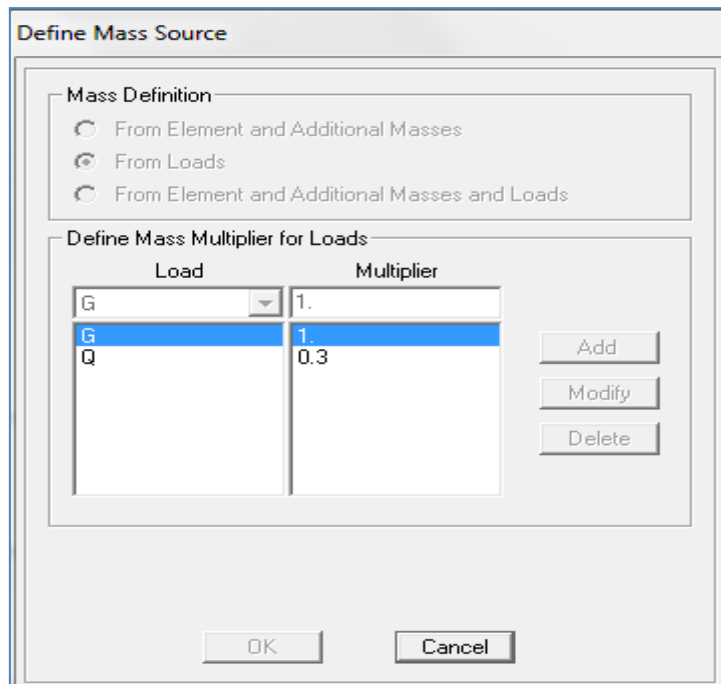 Define Mass Source
Mass Definition
From Element and Additional Masses
From Loads
From Element and Additional Masses and Loads
Define Mass Multiplier for Loads
Load Multiplier
G 1.
G 1.
Q 0.3
Add
Modify
Delete
OK Cancel